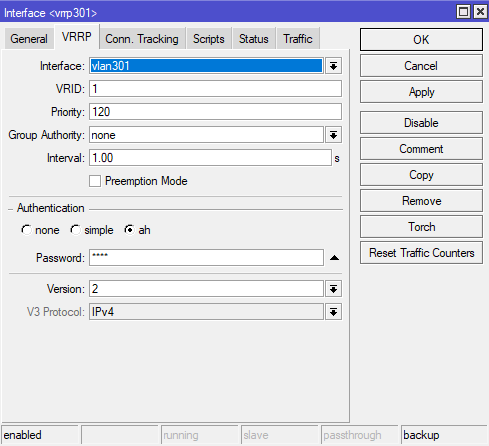 Interface <vrrp301>
General VRRP Conn. Tracking Scripts Status Traffic
Interface: vlan301
VRID: 1
Priority: 120
Group Authority: none
Interval: 1.00 s
Preemption Mode
Authentication
none simple ah
Password: ****
Version: 2
V3 Protocol: IPv4
OK
Cancel
Apply
Disable
Comment
Copy
Remove
Torch
Reset Traffic Counters
enabled running slave passthrough backup